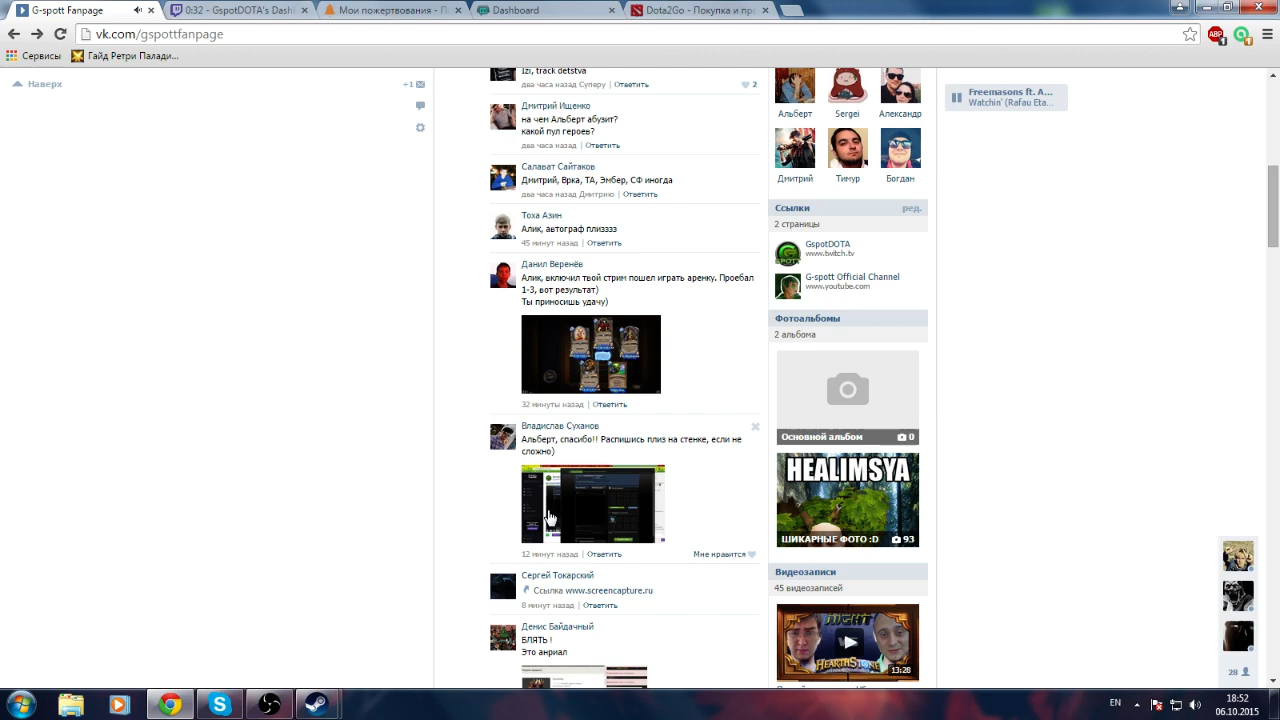 G-spott Fanpage
0:32 - GspotDOTA's Dash
Мои пожертвования - Па
Dashboard
Dota2Go - Покупка и пр
vk.com/gspottfanpage
Сервисы
Гайд Ретри Палади...
Наверх
+1
Izi, track detstva
два часа назад Суперу | Ответить
2
Дмитрий Ищенко
на чем Альберт абузит?
какой пул героев?
два часа назад | Ответить
Салават Сайтаков
Дмитрий, Врка, ТА, Эмбер, СФ иногда
два часа назад Дмитрию | Ответить
Тоха Азин
Алик, автограф плизззз
45 минут назад | Ответить
Данил Веренёв
Алик, включил твой стрим пошел играть аренку. Проебал
1-3, вот результат)
Ты приносишь удачу)
32 минуты назад | Ответить
Владислав Суханов
Альберт, спасибо!! Распишись плиз на стенке, если не
сложно)
12 минут назад | Ответить
Мне нравится
Сергей Токарский
Ссылка www.screencapture.ru
8 минут назад | Ответить
Денис Байдачный
БЛЯТЬ !
Это анриал
Альберт
Sergei
Александр
Дмитрий
Тимур
Богдан
Ссылки
ред.
2 страницы
GspotDOTA
www.twitch.tv
G-spott Official Channel
www.youtube.com
Фотоальбомы
2 альбома
Основной альбом
0
HEALIMSYA
ШИКАРНЫЕ ФОТО :D
93
Видеозаписи
45 видеозаписей
NIGHT
HEARTHSTONE
13:28
Freemasons ft. A...
Watchin' (Rafau Eta...
28
EN
18:52
06.10.2015